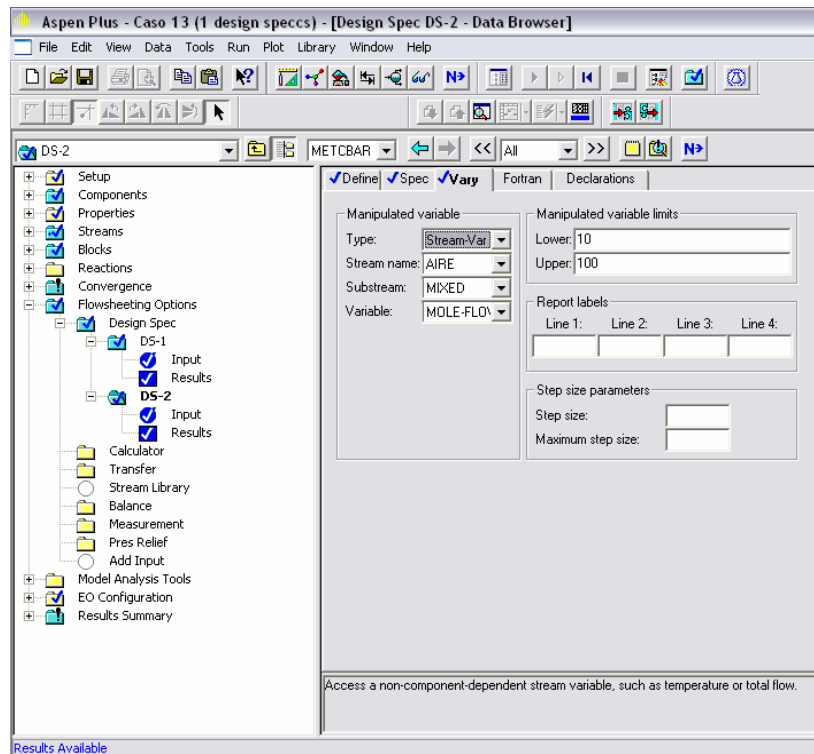 Aspen Plus - Caso 13 (1 design speccs) - [Design Spec DS-2 - Data Browser]
File Edit View Data Tools Run Plot Library Window Help
N>
DS-2 METCBAR << All >> N>
Setup
Components
Properties
Streams
Blocks
Reactions
Convergence
Flowsheeting Options
Design Spec
DS-1
Input
Results
DS-2
Input
Results
Calculator
Transfer
Stream Library
Balance
Measurement
Pres Relief
Add Input
Model Analysis Tools
EO Configuration
Results Summary
Define Spec Vary Fortran Declarations
Manipulated variable
Type: Stream-Var
Stream name: AIRE
Substream: MIXED
Variable: MOLE-FLOW
Manipulated variable limits
Lower: 10
Upper: 100
Report labels
Line 1: Line 2: Line 3: Line 4:
Step size parameters
Step size:
Maximum step size:
Access a non-component-dependent stream variable, such as temperature or total flow.
Results Available